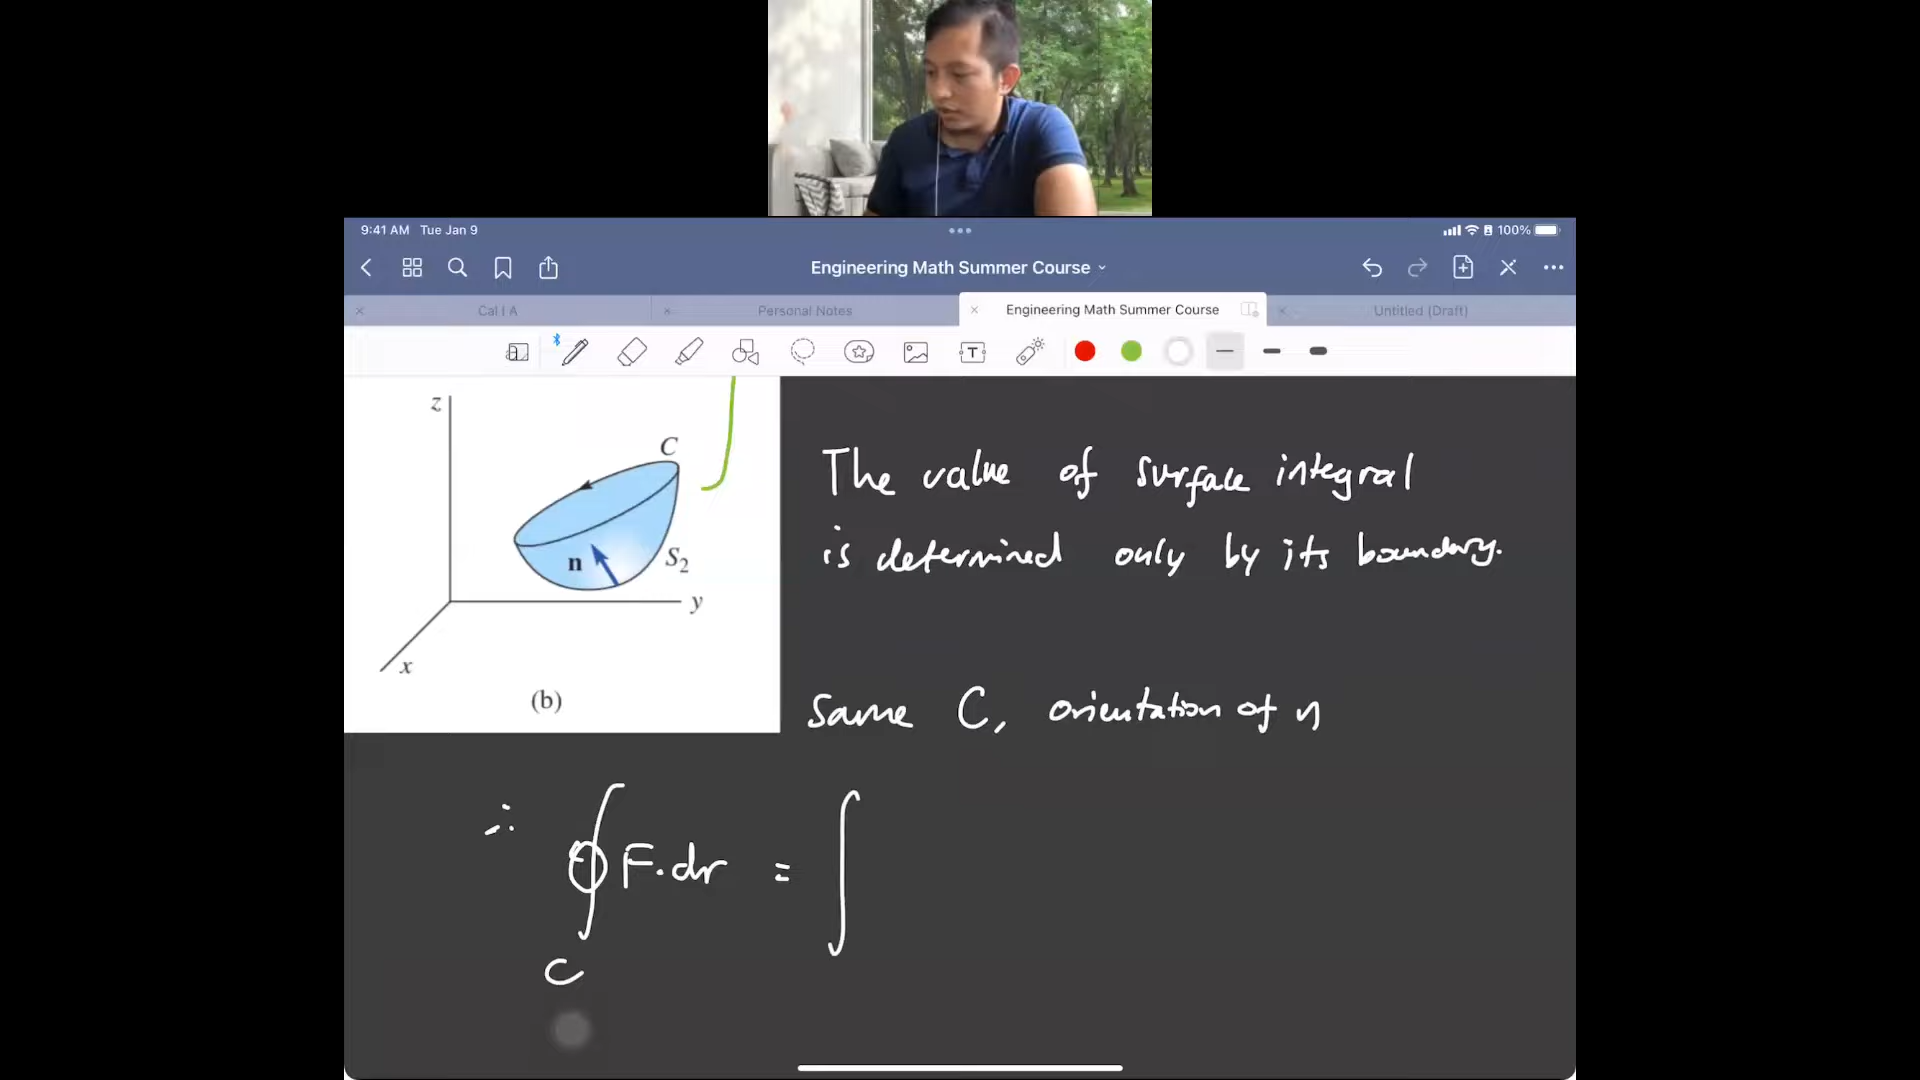 9:41 AM Tue Jan 9
100%
Engineering Math Summer Course
Cal I A
Personal Notes
Engineering Math Summer Course
Untitled (Draft)
T
z
C
n
S₂
y
x
(b)
The value of surface integral
is determined only by its boundary.
same C, orientation of n
∴ ∮ F·dr = ∫
C